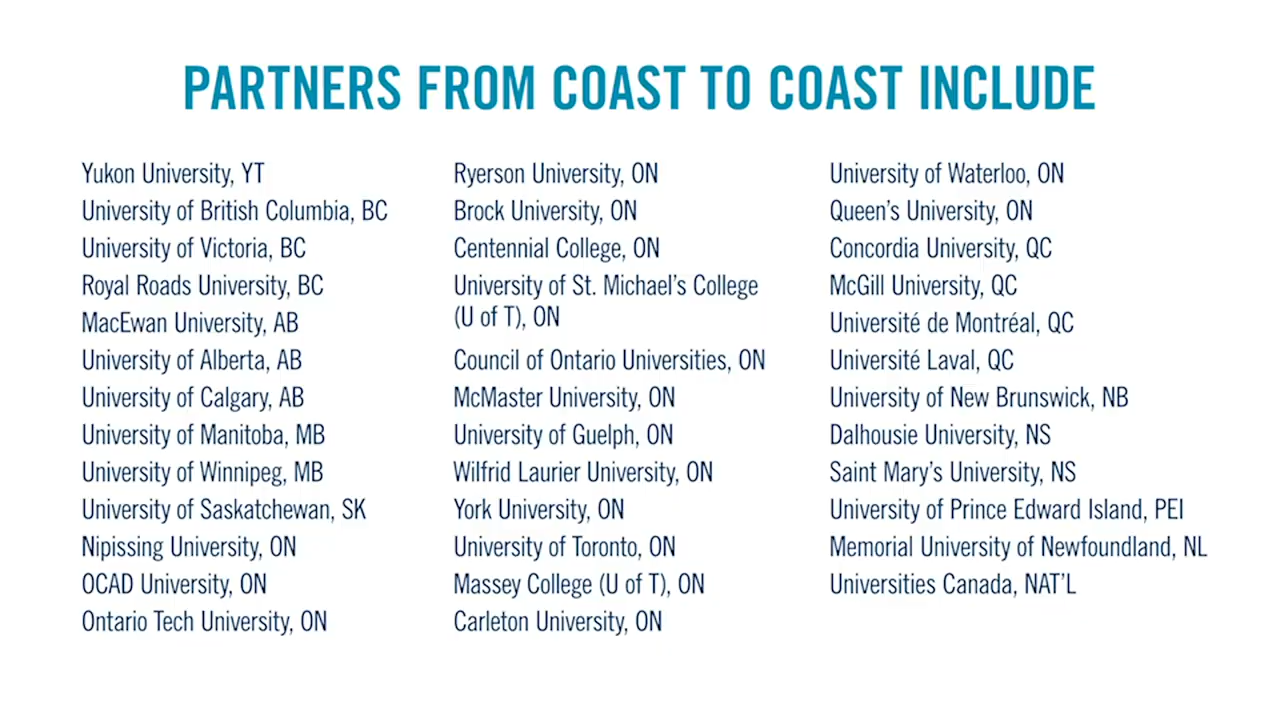 PARTNERS FROM COAST TO COAST INCLUDE
Yukon University, YT
University of British Columbia, BC
University of Victoria, BC
Royal Roads University, BC
MacEwan University, AB
University of Alberta, AB
University of Calgary, AB
University of Manitoba, MB
University of Winnipeg, MB
University of Saskatchewan, SK
Nipissing University, ON
OCAD University, ON
Ontario Tech University, ON
Ryerson University, ON
Brock University, ON
Centennial College, ON
University of St. Michael's College
(U of T), ON
Council of Ontario Universities, ON
McMaster University, ON
University of Guelph, ON
Wilfrid Laurier University, ON
York University, ON
University of Toronto, ON
Massey College (U of T), ON
Carleton University, ON
University of Waterloo, ON
Queen's University, ON
Concordia University, QC
McGill University, QC
Université de Montréal, QC
Université Laval, QC
University of New Brunswick, NB
Dalhousie University, NS
Saint Mary's University, NS
University of Prince Edward Island, PEI
Memorial University of Newfoundland, NL
Universities Canada, NAT'L